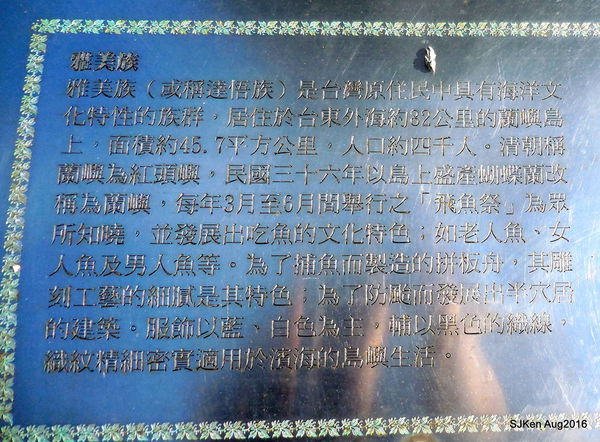 雅美族
雅美族（或稱達悟族）是台灣原住民中具有海洋文
化特性的族群，居住於台東外海約82公里的蘭嶼島
上，面積約45.7平方公里，人口約四千人。清朝稱
蘭嶼為紅頭嶼，民國三十六年以島上盛產蝴蝶蘭改
稱為蘭嶼，每年3月至6月間舉行之「飛魚祭」為眾
所知曉，並發展出吃魚的文化特色；如老人魚、女
人魚及男人魚等。為了捕魚而製造的拼板舟，其雕
刻工藝的細膩是其特色；為了防颱而發展出半穴居
的建築。服飾以藍、白色為主，輔以黑色的織線，
織紋精細密實適用於濱海的島嶼生活。
SJKen Aug2016